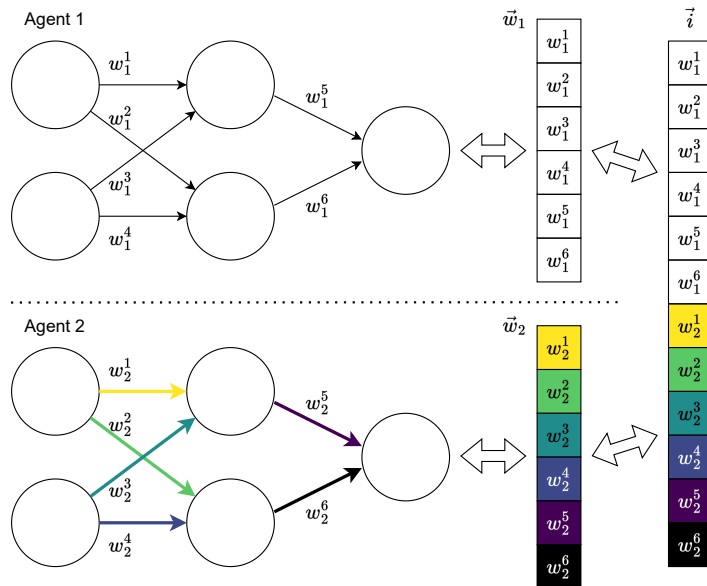 Agent 1
$w_1^1$
$w_1^2$
$w_1^3$
$w_1^4$
$w_1^5$
$w_1^6$
$\vec{w}_1$
$w_1^1$
$w_1^2$
$w_1^3$
$w_1^4$
$w_1^5$
$w_1^6$
Agent 2
$w_2^1$
$w_2^2$
$w_2^3$
$w_2^4$
$w_2^5$
$w_2^6$
$\vec{w}_2$
$w_2^1$
$w_2^2$
$w_2^3$
$w_2^4$
$w_2^5$
$w_2^6$
$\vec{i}$
$w_1^1$
$w_1^2$
$w_1^3$
$w_1^4$
$w_1^5$
$w_1^6$
$w_2^1$
$w_2^2$
$w_2^3$
$w_2^4$
$w_2^5$
$w_2^6$